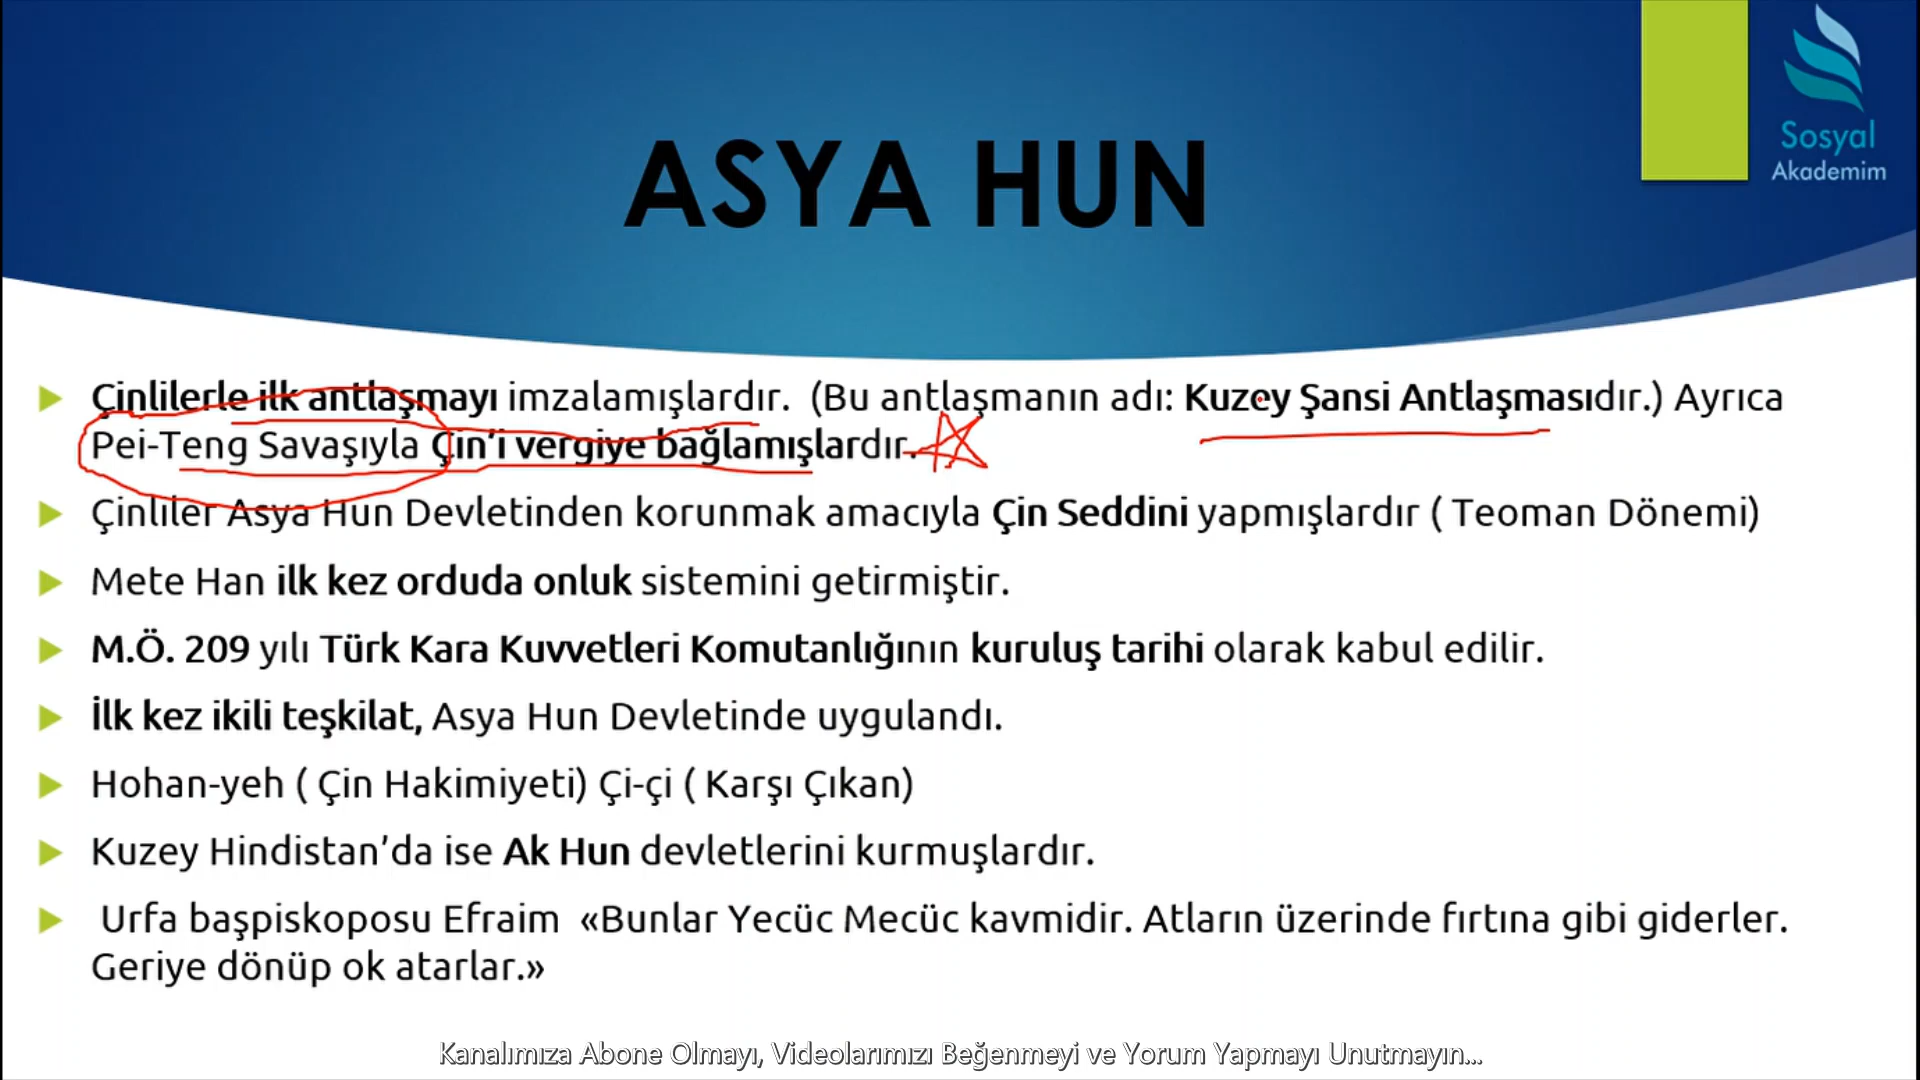 Sosyal
Akademim
ASYA HUN
Çinlilerle ilk antlaşmayı imzalamışlardır. (Bu antlaşmanın adı: Kuzey Şansi Antlaşmasıdır.) Ayrıca
Pei-Teng Savaşıyla Çin’i vergiye bağlamışlardır.
Çinliler Asya Hun Devletinden korunmak amacıyla Çin Seddini yapmışlardır ( Teoman Dönemi)
Mete Han ilk kez orduda onluk sistemini getirmiştir.
M.Ö. 209 yılı Türk Kara Kuvvetleri Komutanlığının kuruluş tarihi olarak kabul edilir.
İlk kez ikili teşkilat, Asya Hun Devletinde uygulandı.
Hohan-yeh ( Çin Hakimiyeti) Çi-çi ( Karşı Çıkan)
Kuzey Hindistan’da ise Ak Hun devletlerini kurmuşlardır.
Urfa başpiskoposu Efraim «Bunlar Yecüc Mecüc kavmidir. Atların üzerinde fırtına gibi giderler.
Geriye dönüp ok atarlar.»
Kanalımıza Abone Olmayı, Videolarımızı Beğenmeyi ve Yorum Yapmayı Unutmayın...